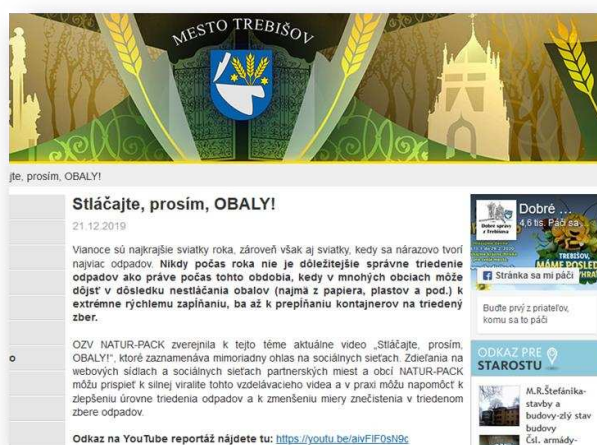 MESTO TREBIŠOV
jte, prosím, OBALY!
Stláčajte, prosím, OBALY!
21.12.2019
Vianoce sú najkrajšie sviatky roka, zároveň však aj sviatky, kedy sa nárazovo tvorí
najviac odpadov. Nikdy počas roka nie je dôležitejšie správne triedenie
odpadov ako práve počas tohto obdobia, kedy v mnohých obciach môže
dôjsť v dôsledku nestláčania obalov (najmä z papiera, plastov a pod.) k
extrémne rýchlemu zapĺňaniu, ba až k prepĺňaniu kontajnerov na triedený
zber.
OZV NATUR-PACK zverejnila k tejto téme aktuálne video „Stláčajte, prosím,
OBALY!“, ktoré zaznamenáva mimoriadny ohlas na sociálnych sieťach. Zdieľania na
webových sídlach a sociálnych sieťach partnerských miest a obcí NATUR-PACK
môžu prispieť k silnej viralite tohto vzdelávacieho videa a v praxi môžu napomôcť k
zlepšeniu úrovne triedenia odpadov a k zmenšeniu miery znečistenia v triedenom
zbere odpadov.
Odkaz na YouTube reportáž nájdete tu: https://youtu.be/aivFIF0sN9c
o
Dobré ...
4,6 tis. Páči sa
Dobré správy
z Trebišova
TREBIŠOV,
MÁME POSLED
Stránka sa mi páči
Buďte prvý z priateľov,
komu sa to páči
ODKAZ PRE
STAROSTU
M.R.Štefánika-
stavby a
budovy-zlý stav
budovy
Čsl. armády-